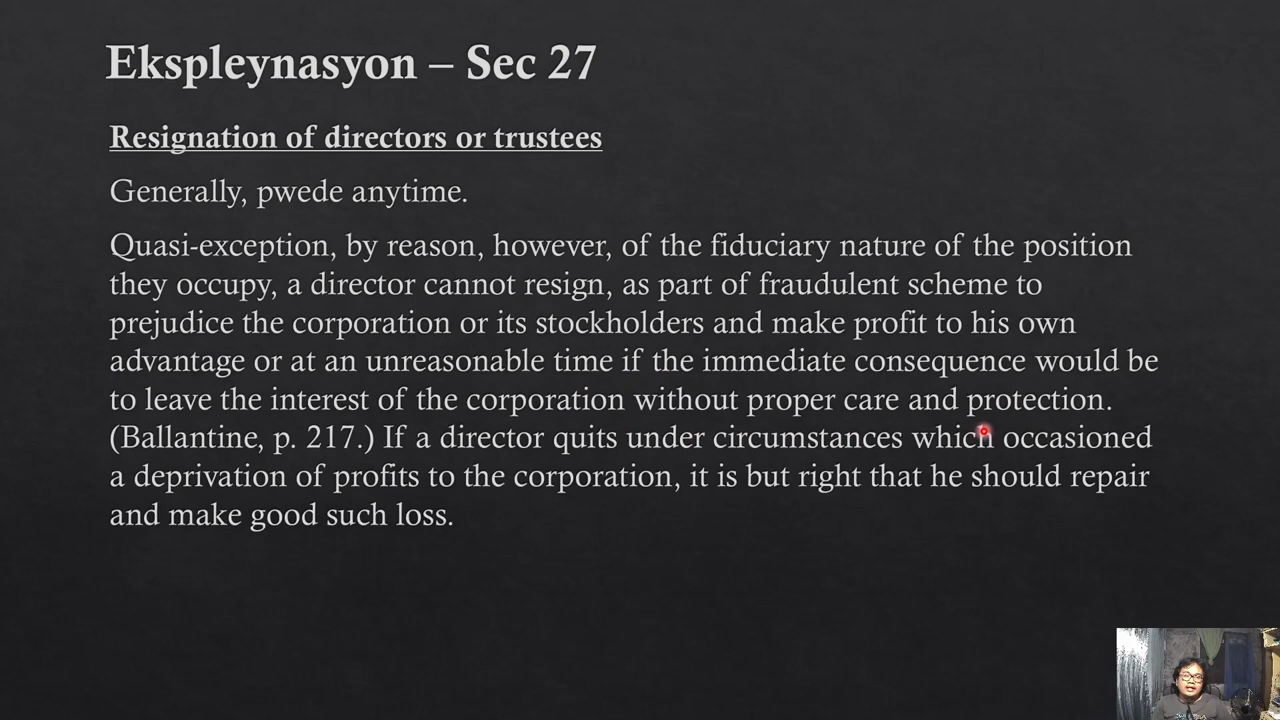 Ekspleynasyon – Sec 27
Resignation of directors or trustees
Generally, pwede anytime.
Quasi-exception, by reason, however, of the fiduciary nature of the position
they occupy, a director cannot resign, as part of fraudulent scheme to
prejudice the corporation or its stockholders and make profit to his own
advantage or at an unreasonable time if the immediate consequence would be
to leave the interest of the corporation without proper care and protection.
(Ballantine, p. 217.) If a director quits under circumstances which occasioned
a deprivation of profits to the corporation, it is but right that he should repair
and make good such loss.